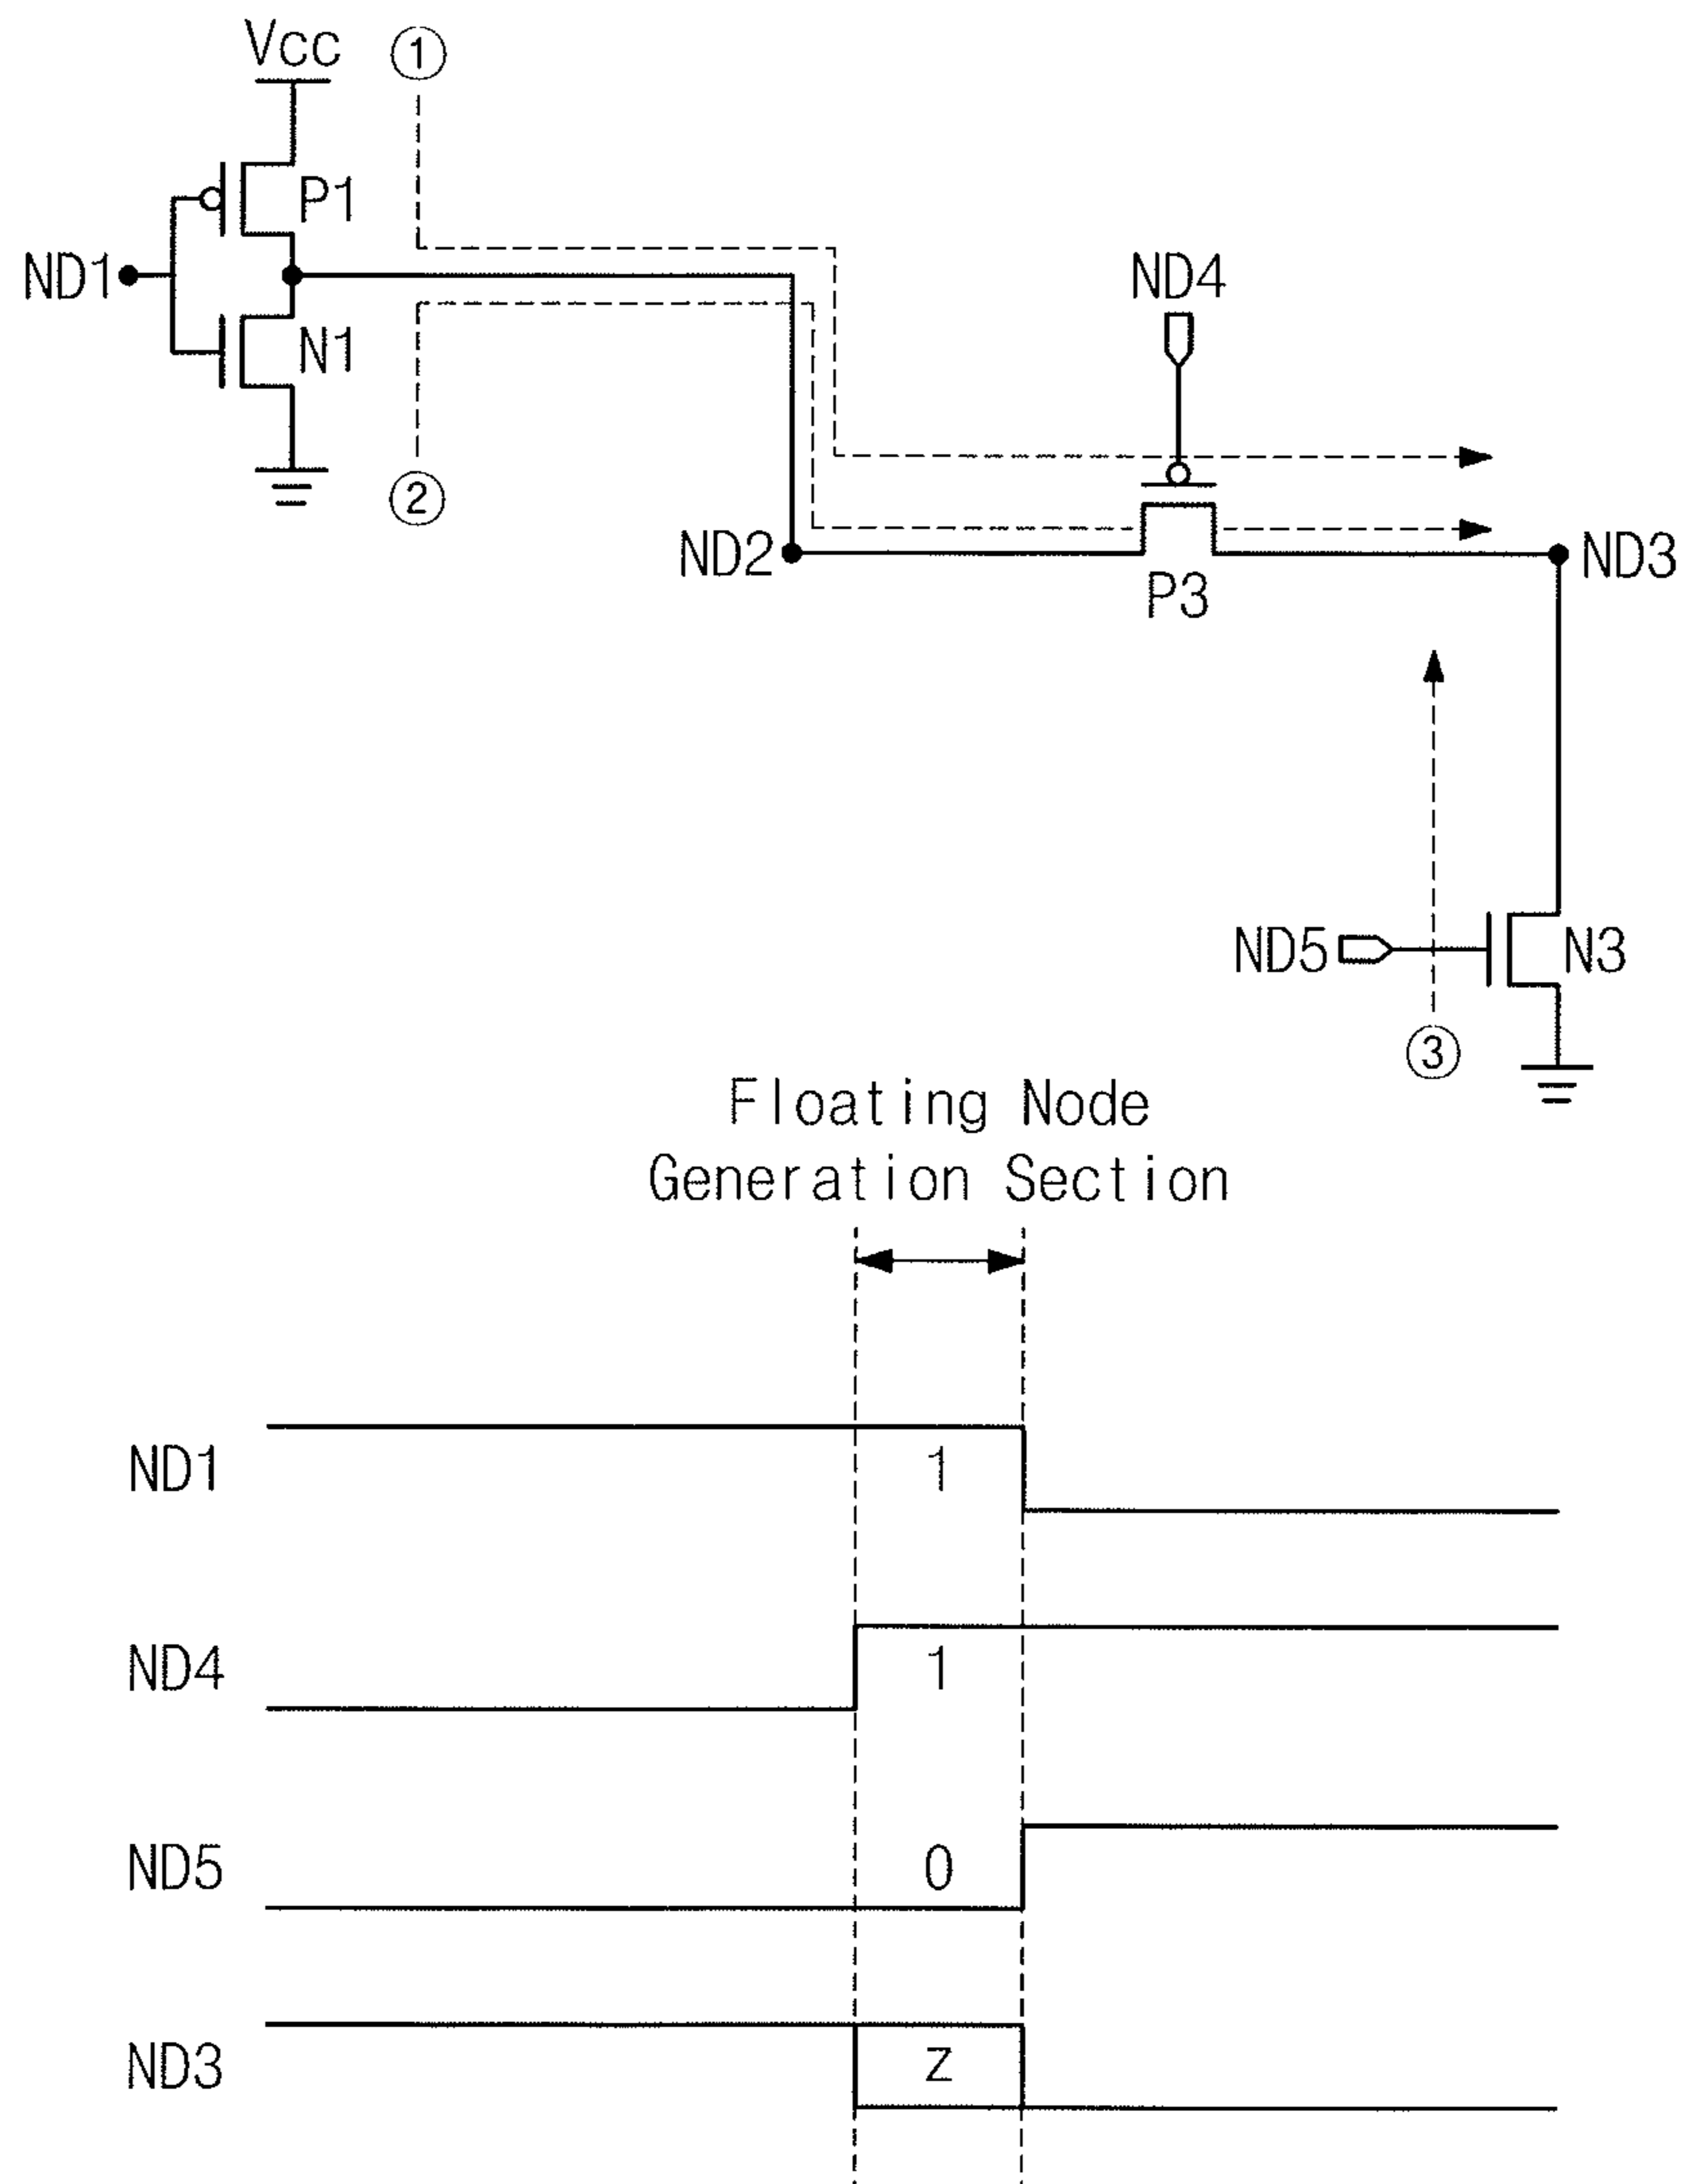 Vcc ①
P1
ND1
N1
ND4
②
ND2
ND3
P3
ND5
N3
③
Floating Node
Generation Section
ND1 1
ND4 1
ND5 0
ND3 Z